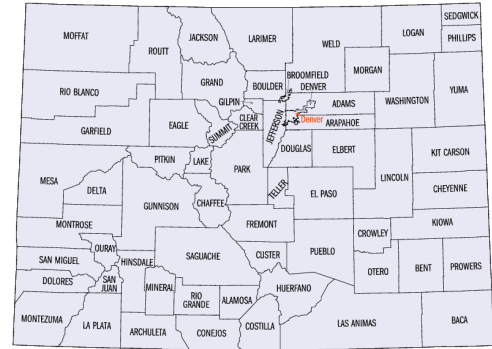 SEDGWICK
MOFFAT
ROUTT
JACKSON
LARIMER
WELD
LOGAN
PHILLIPS
MORGAN
GRAND
BOULDER
BROOMFIELD
DENVER
YUMA
RIO BLANCO
GILPIN
ADAMS
WASHINGTON
GARFIELD
EAGLE
SUMMIT
CLEAR
CREEK
JEFFERSON
Denver
ARAPAHOE
DOUGLAS
ELBERT
KIT CARSON
PITKIN
LAKE
PARK
MESA
DELTA
TELLER
LINCOLN
CHEYENNE
GUNNISON
CHAFFEE
EL PASO
MONTROSE
FREMONT
CROWLEY
KIOWA
OURAY
SAN MIGUEL
HINSDALE
SAGUACHE
CUSTER
PUEBLO
OTERO
BENT
PROWERS
DOLORES
SAN
JUAN
MINERAL
RIO
GRANDE
ALAMOSA
HUERFANO
MONTEZUMA
LA PLATA
ARCHULETA
CONEJOS
COSTILLA
LAS ANIMAS
BACA